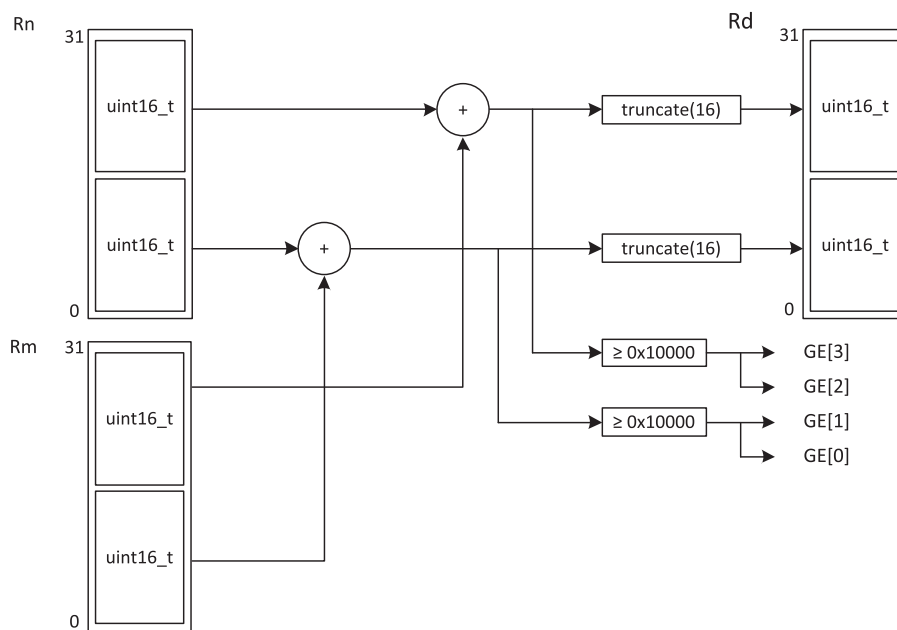 Rn
31
uint16_t
uint16_t
0
Rm
31
uint16_t
uint16_t
0
+
+
truncate(16)
truncate(16)
≥ 0x10000
≥ 0x10000
Rd
31
uint16_t
uint16_t
0
GE[3]
GE[2]
GE[1]
GE[0]